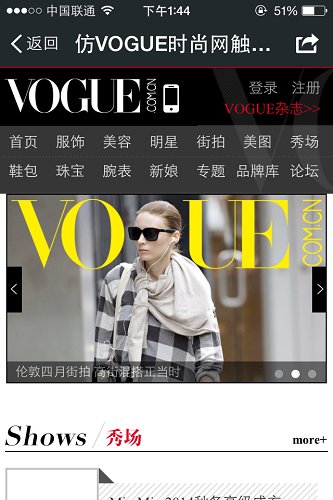 中国联通 下午1:44 51%
返回 仿VOGUE时尚网触...
VOGUE.COM.CN 登录 注册
VOGUE杂志>>
首页 服饰 美容 明星 街拍 美图 秀场
鞋包 珠宝 腕表 新娘 专题 品牌库 论坛
VOGUE.COM.CN
伦敦四月街拍 高街混搭正当时
Shows / 秀场 more+
Miu Miu 2014秋冬高级成衣